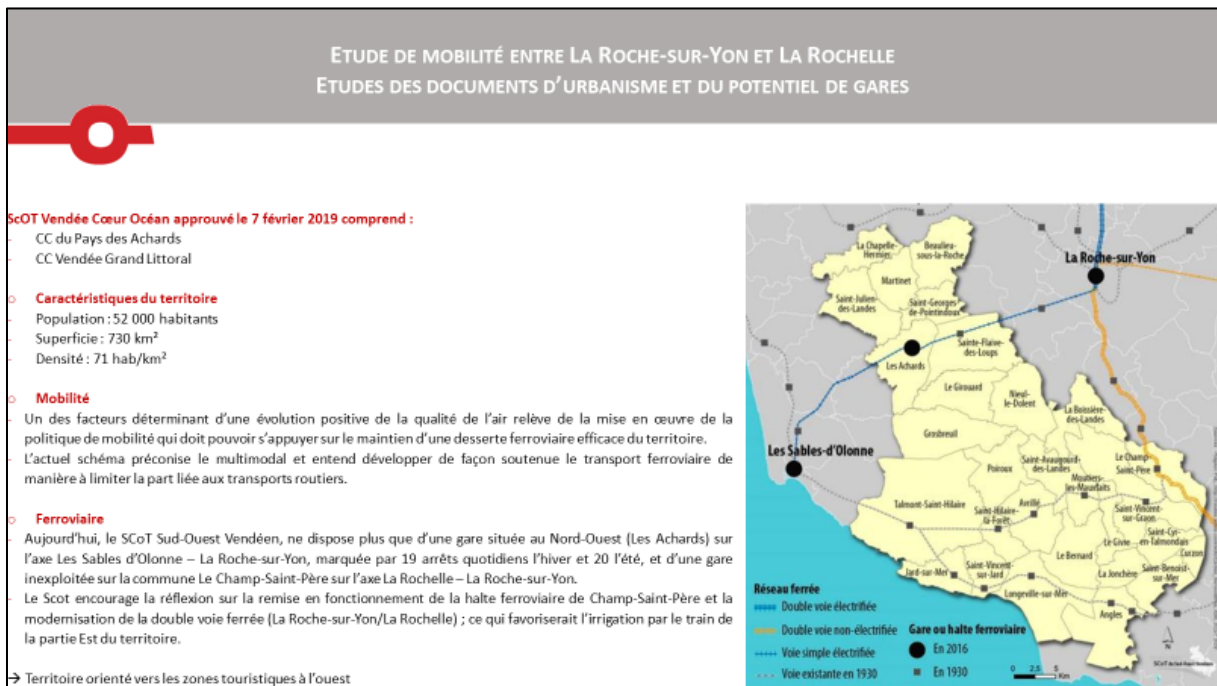 ETUDE DE MOBILITÉ ENTRE LA ROCHE-SUR-YON ET LA ROCHELLE
ETUDES DES DOCUMENTS D'URBANISME ET DU POTENTIEL DE GARES
ScOT Vendée Cœur Océan approuvé le 7 février 2019 comprend :
- CC du Pays des Achards
- CC Vendée Grand Littoral
o Caractéristiques du territoire
- Population : 52 000 habitants
- Superficie : 730 km²
- Densité : 71 hab/km²
o Mobilité
- Un des facteurs déterminant d'une évolution positive de la qualité de l'air relève de la mise en œuvre de la
politique de mobilité qui doit pouvoir s'appuyer sur le maintien d'une desserte ferroviaire efficace du territoire.
- L'actuel schéma préconise le multimodal et entend développer de façon soutenue le transport ferroviaire de
manière à limiter la part liée aux transports routiers.
o Ferroviaire
- Aujourd'hui, le SCoT Sud-Ouest Vendéen, ne dispose plus que d'une gare située au Nord-Ouest (Les Achards) sur
l'axe Les Sables d'Olonne – La Roche-sur-Yon, marquée par 19 arrêts quotidiens l'hiver et 20 l'été, et d'une gare
inexploitée sur la commune Le Champ-Saint-Père sur l'axe La Rochelle – La Roche-sur-Yon.
- Le Scot encourage la réflexion sur la remise en fonctionnement de la halte ferroviaire de Champ-Saint-Père et la
modernisation de la double voie ferrée (La Roche-sur-Yon/La Rochelle) ; ce qui favoriserait l'irrigation par le train de
la partie Est du territoire.
→ Territoire orienté vers les zones touristiques à l'ouest
La Chapelle-
Hermier
Beaulieu-
sous-la-Roche
La Roche-sur-Yon
Martinet
Saint-Julien-
des-Landes
Saint-Georges-
de-Pointindoux
Sainte-Flaive-
des-Loups
Les Achards
Le Girouard
Nieul-
le-Dolent
La Boissière-
des-Landes
Grosbreuil
Les Sables-d'Olonne
Saint-Avaugourd-
des-Landes
Le Champ
Saint-Père
Poiroux
Moutiers-
les-Mauxfaits
Talmont-Saint-Hilaire
Saint-Hilaire-
la-Forêt
Avrillé
Saint-Vincent-
sur-Graon
Saint-Cyr-
en-Talmondais
Le Givre
Curzon
Le Bernard
Jard-sur-Mer
Saint-Vincent-
sur-Jard
La Jonchère
Saint-Benoist-
sur-Mer
Longeville-sur-Mer
Angles
Réseau ferrée
Double voie électrifiée
Double voie non-électrifiée
Voie simple électrifiée
Voie existante en 1930
Gare ou halte ferroviaire
En 2016
En 1930
N
0 2,5 5
Km